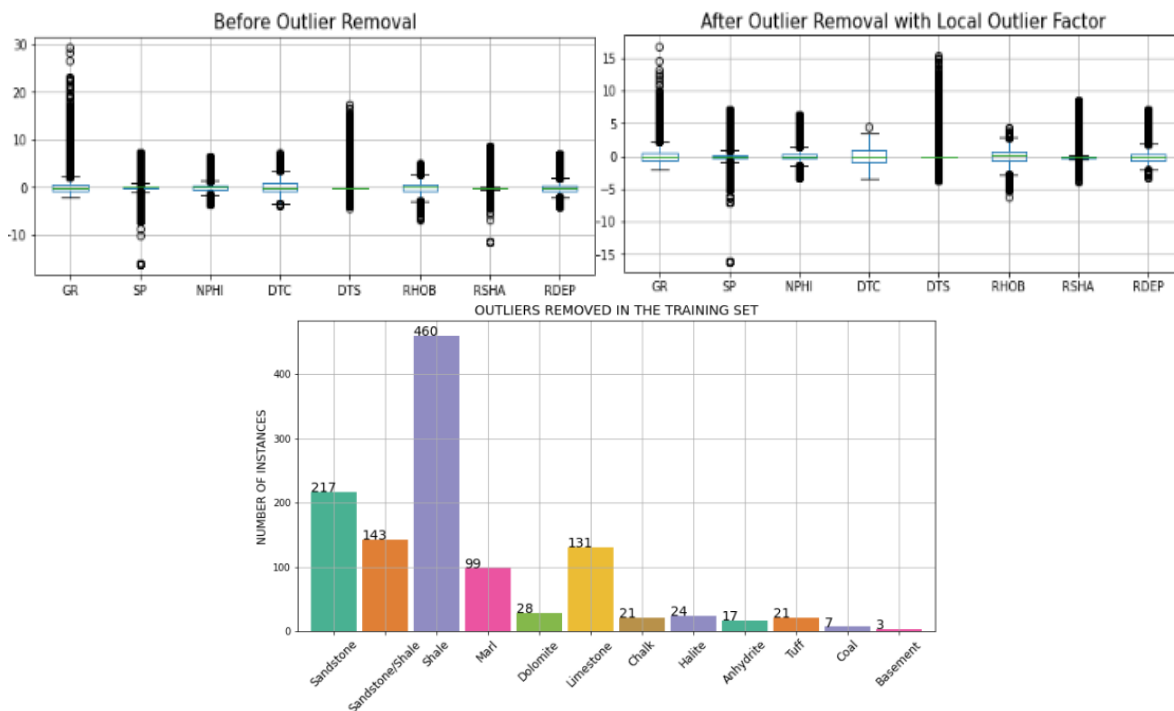 Before Outlier Removal
30
20
10
0
-10
GR SP NPHI DTC DTS RHOB RSHA RDEP
After Outlier Removal with Local Outlier Factor
15
10
5
0
-5
-10
-15
GR SP NPHI DTC DTS RHOB RSHA RDEP
OUTLIERS REMOVED IN THE TRAINING SET
NUMBER OF INSTANCES
400
300
200
100
0
217
143
460
99
28
131
21
24
17
21
7
3
Sandstone
Sandstone/Shale
Shale
Marl
Dolomite
Limestone
Chalk
Halite
Anhydrite
Tuff
Coal
Basement